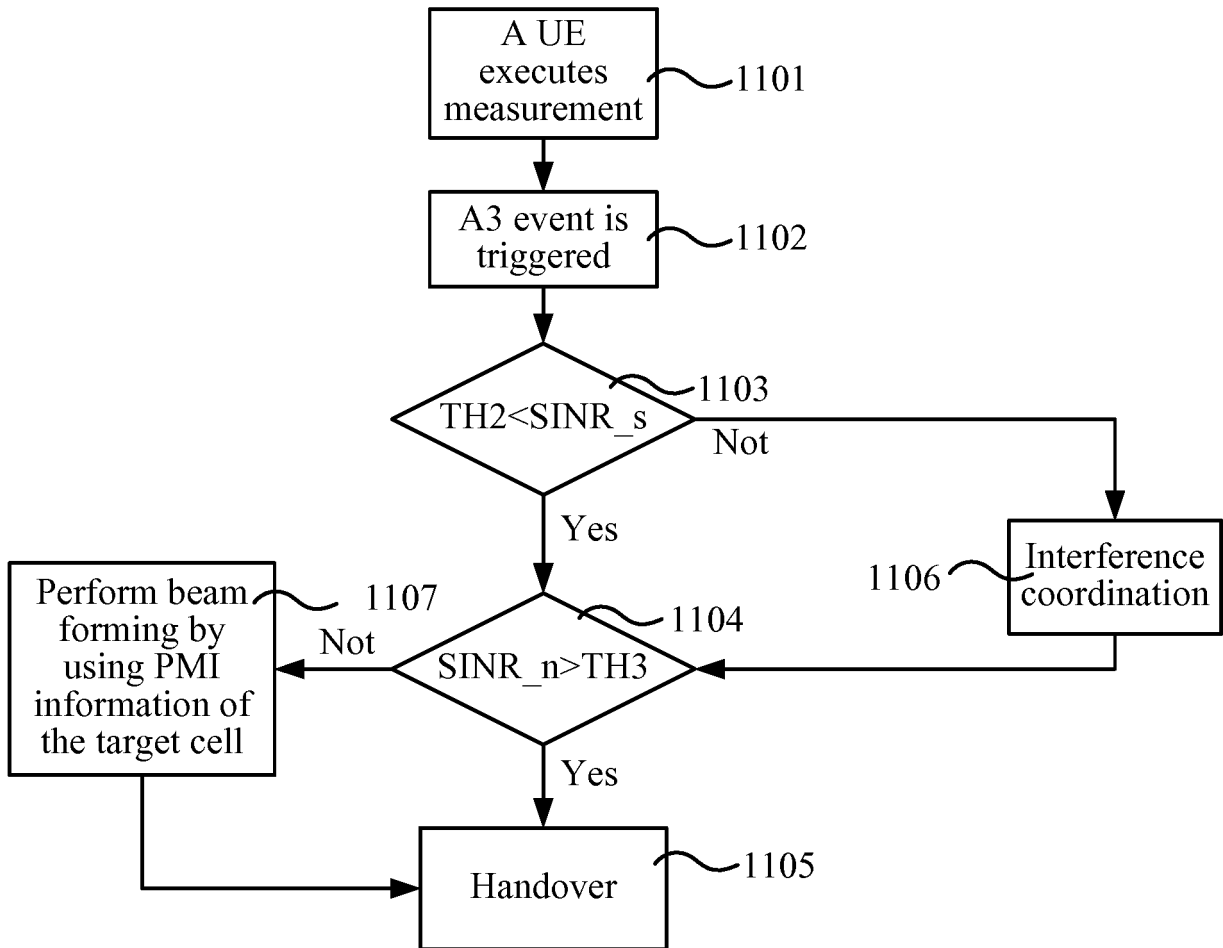 A UE
executes
measurement
1101
A3 event is
triggered
1102
TH2<SINR_s
1103
Not
Yes
Interference
coordination
1106
Perform beam
forming by
using PMI
information of
the target cell
1107
Not
SINR_n>TH3
1104
Yes
Handover
1105